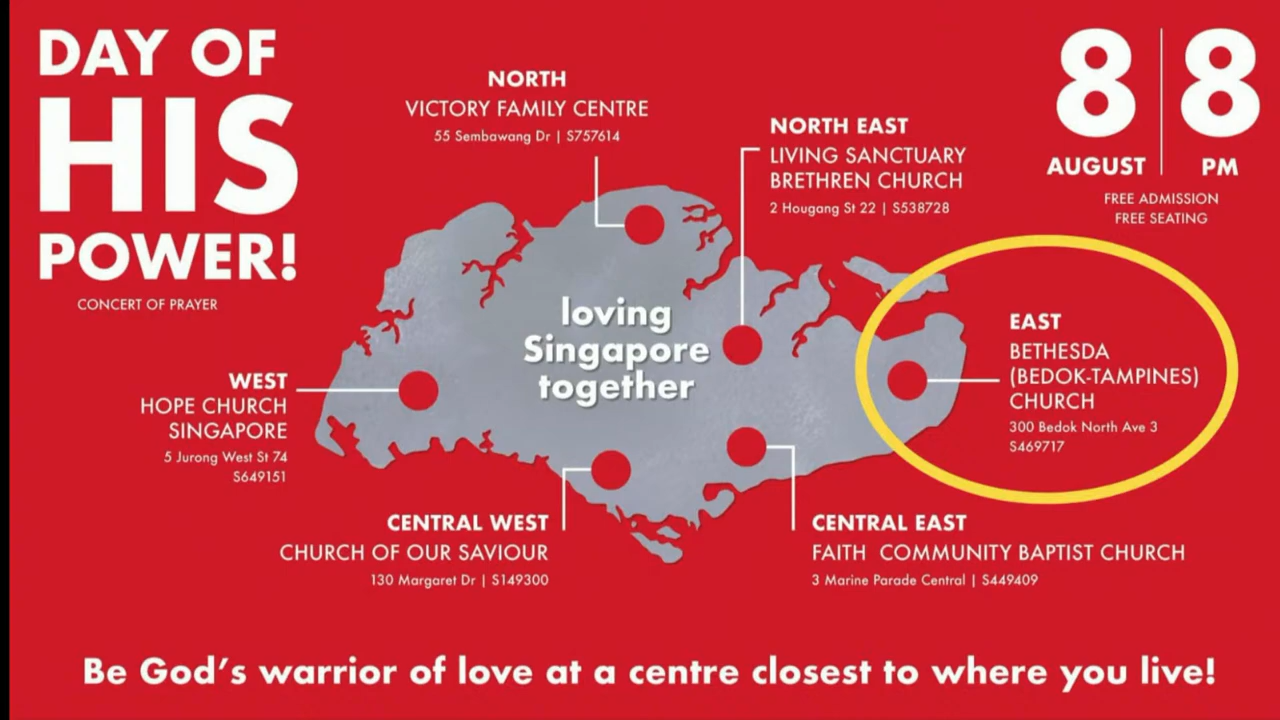 DAY OF
HIS
POWER!
CONCERT OF PRAYER
NORTH
VICTORY FAMILY CENTRE
55 Sembawang Dr | S757614
NORTH EAST
LIVING SANCTUARY
BRETHREN CHURCH
2 Hougang St 22 | S538728
8 | 8
AUGUST PM
FREE ADMISSION
FREE SEATING
loving
Singapore
together
EAST
BETHESDA
(BEDOK-TAMPINES)
CHURCH
300 Bedok North Ave 3
S469717
WEST
HOPE CHURCH
SINGAPORE
5 Jurong West St 74
S649151
CENTRAL WEST
CHURCH OF OUR SAVIOUR
130 Margaret Dr | S149300
CENTRAL EAST
FAITH COMMUNITY BAPTIST CHURCH
3 Marine Parade Central | S449409
Be God's warrior of love at a centre closest to where you live!